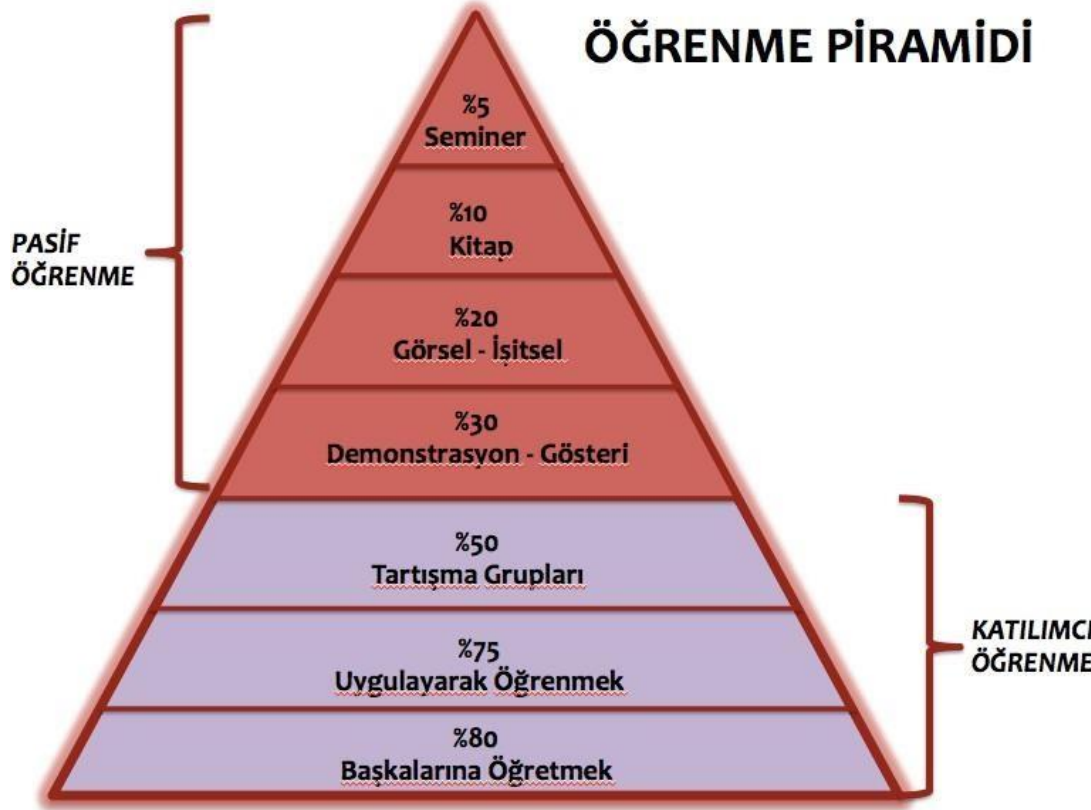 ÖĞRENME PİRAMİDİ
%5
Seminer
%10
Kitap
PASİF
ÖĞRENME
%20
Görsel - İşitsel
%30
Demonstrasyon - Gösteri
%50
Tartışma Grupları
%75
Uygulayarak Öğrenmek
KATILIMCI
ÖĞRENME
%80
Başkalarına Öğretmek